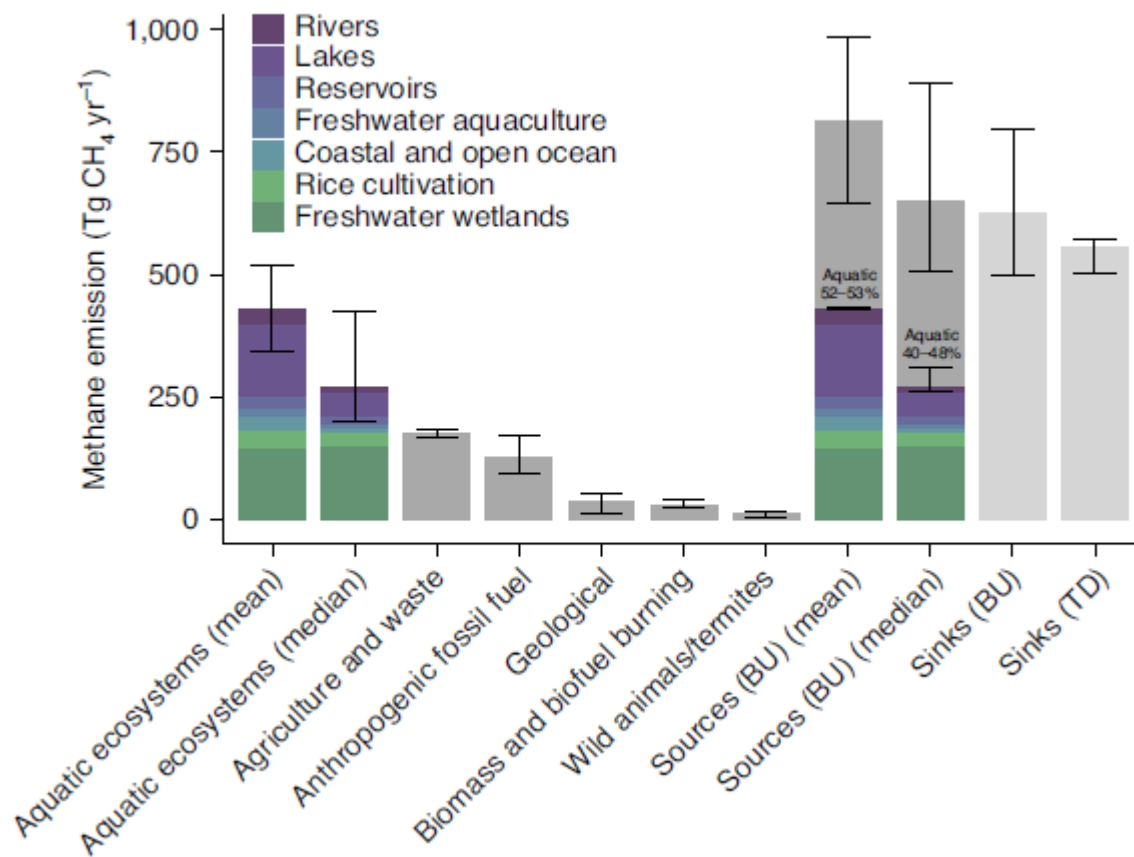 1,000
750
500
250
0
Methane emission (Tg CH₄ yr⁻¹)
Rivers
Lakes
Reservoirs
Freshwater aquaculture
Coastal and open ocean
Rice cultivation
Freshwater wetlands
Aquatic
52–53%
Aquatic
40–48%
Aquatic ecosystems (mean)
Aquatic ecosystems (median)
Agriculture and waste
Anthropogenic fossil fuel
Geological
Biomass and biofuel burning
Wild animals/termites
Sources (BU) (mean)
Sources (BU) (median)
Sinks (BU)
Sinks (TD)